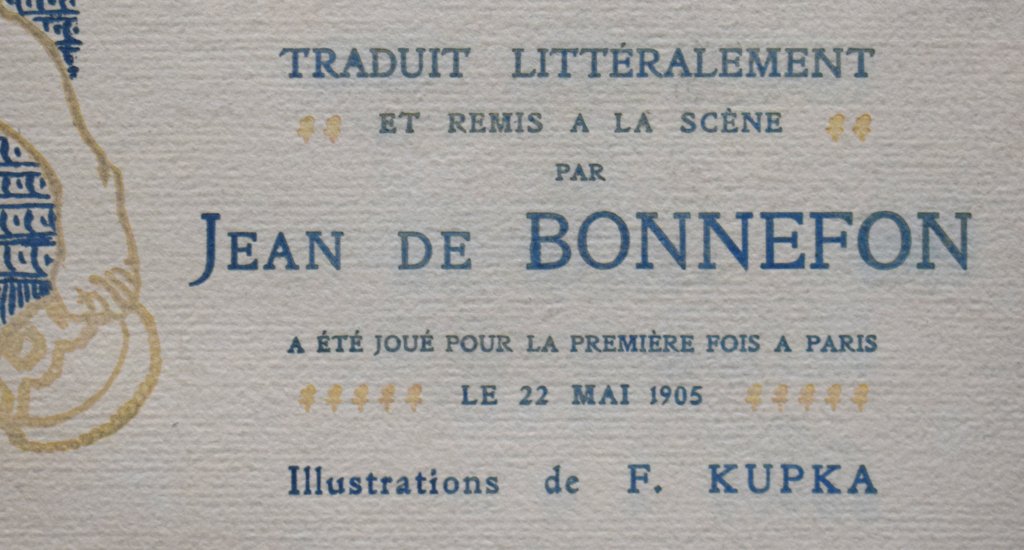 TRADUIT LITTÉRALEMENT
ET REMIS A LA SCÈNE
PAR
JEAN DE BONNEFON
A ÉTÉ JOUÉ POUR LA PREMIÈRE FOIS A PARIS
LE 22 MAI 1905
Illustrations de F. KUPKA